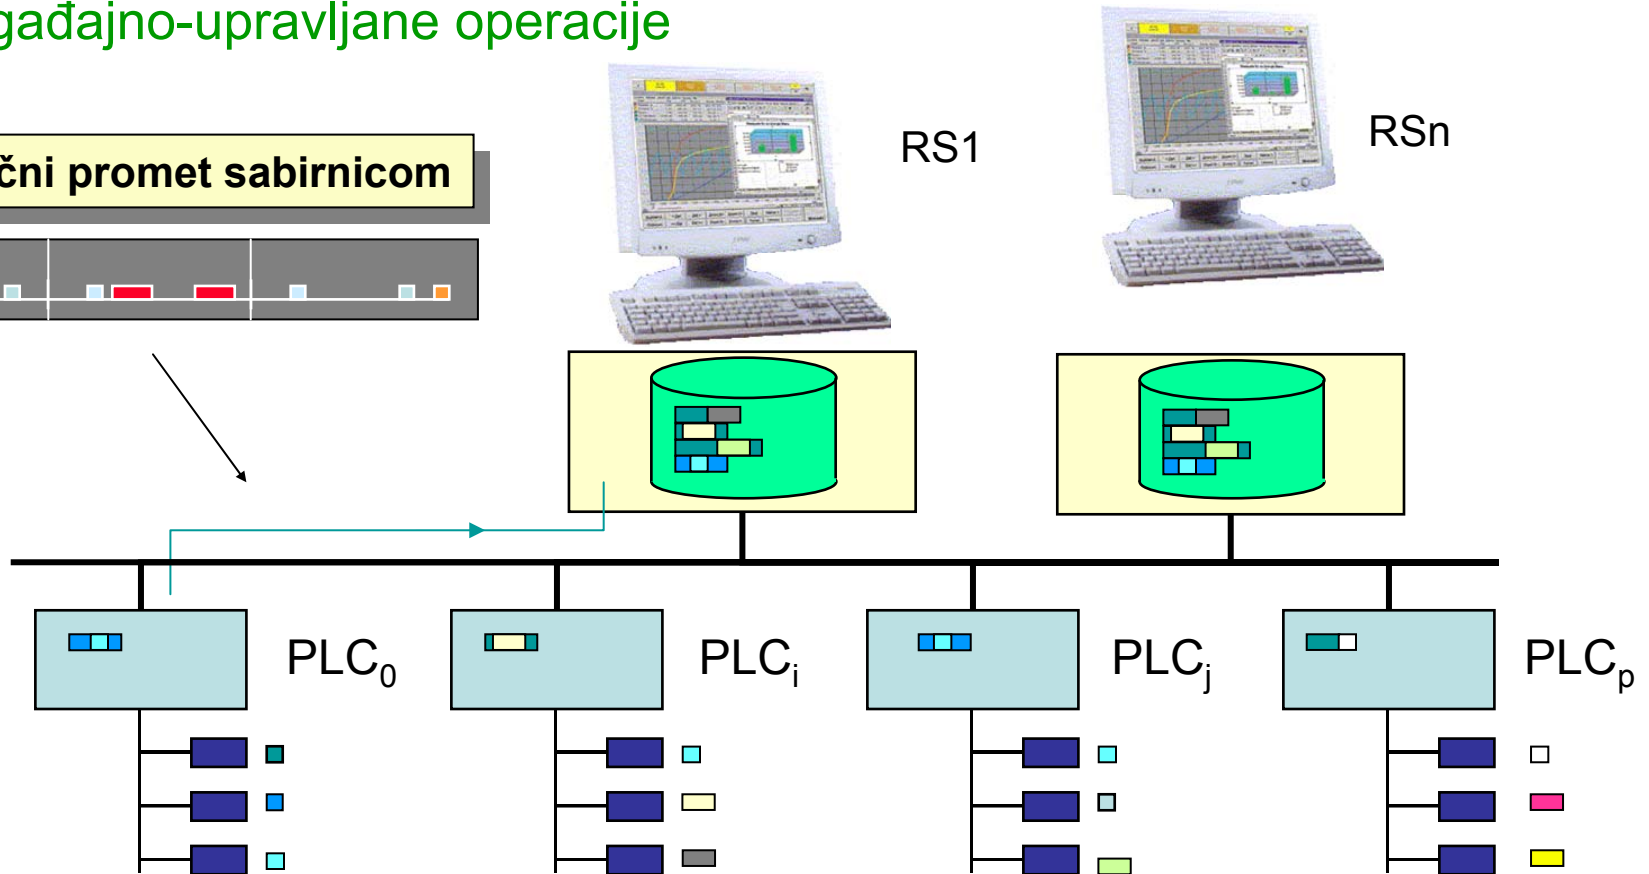 gađajno-upravljane operacije
RS1
RSn
čni promet sabirnicom
PLC0
PLCi
PLCj
PLCp